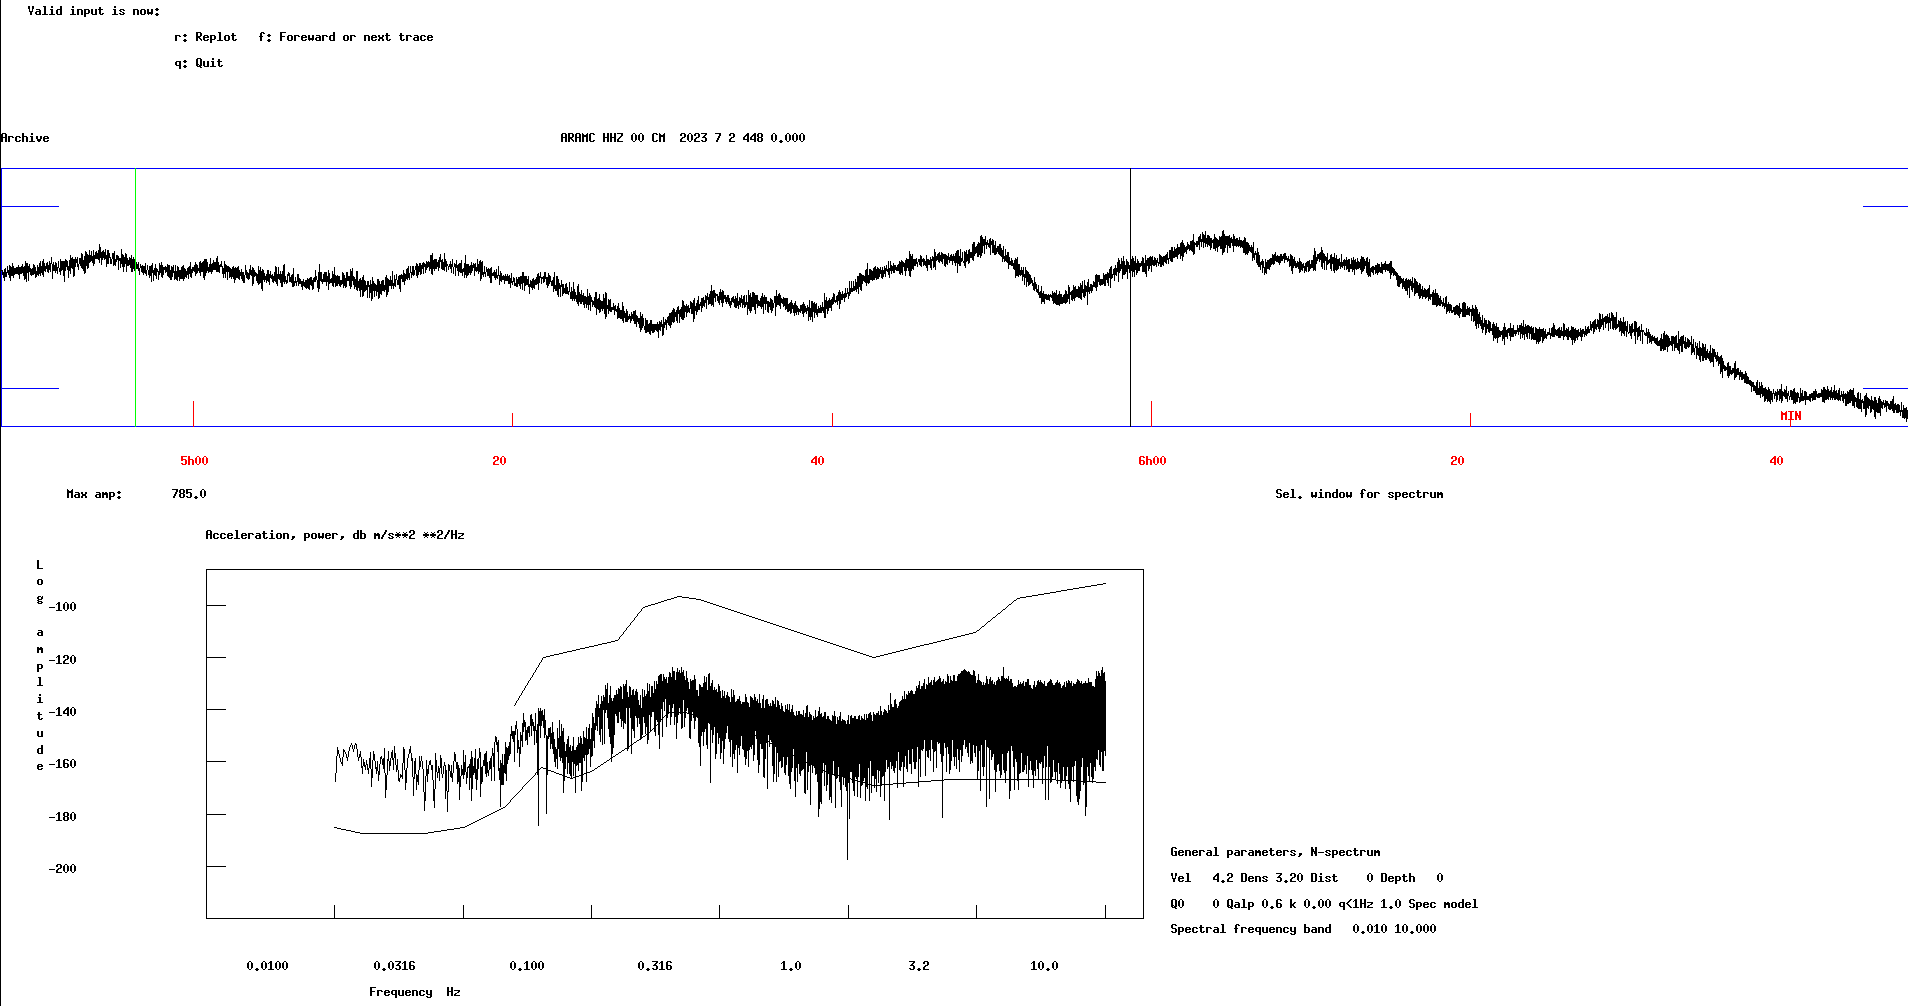 Valid input is now:
r: Replot   f: Foreward or next trace
q: Quit
Archive
ARAMC HHZ 00 CM  2023 7 2 448 0.000
MIN
5h00 20 40 6h00 20 40
Max amp: 785.0
Sel. window for spectrum
Acceleration, power, db m/s**2 **2/Hz
Log amplitude
-100
-120
-140
-160
-180
-200
General parameters, N-spectrum
Vel   4.2 Dens 3.20 Dist    0 Depth   0
Q0    0 Qalp 0.6 k 0.00 q<1Hz 1.0 Spec model
Spectral frequency band   0.010 10.000
0.0100 0.0316 0.100 0.316 1.0 3.2 10.0
Frequency  Hz